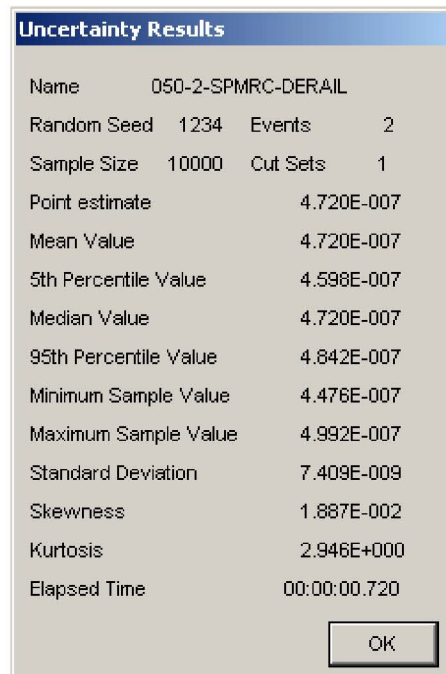 Uncertainty Results
Name 050-2-SPMRC-DERAIL
Random Seed 1234 Events 2
Sample Size 10000 Cut Sets 1
Point estimate 4.720E-007
Mean Value 4.720E-007
5th Percentile Value 4.598E-007
Median Value 4.720E-007
95th Percentile Value 4.842E-007
Minimum Sample Value 4.476E-007
Maximum Sample Value 4.992E-007
Standard Deviation 7.409E-009
Skewness 1.887E-002
Kurtosis 2.946E+000
Elapsed Time 00:00:00.720
OK